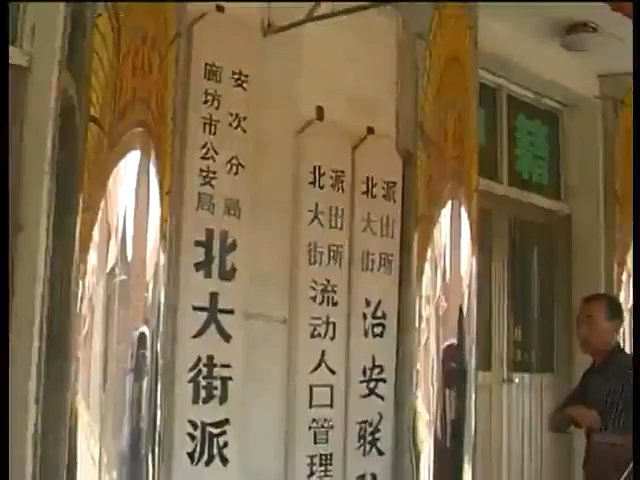 廊坊市公安局
安次分局
北大街派
北大街
派出所
流动人口管理
北大街
派出所
治安联
箱